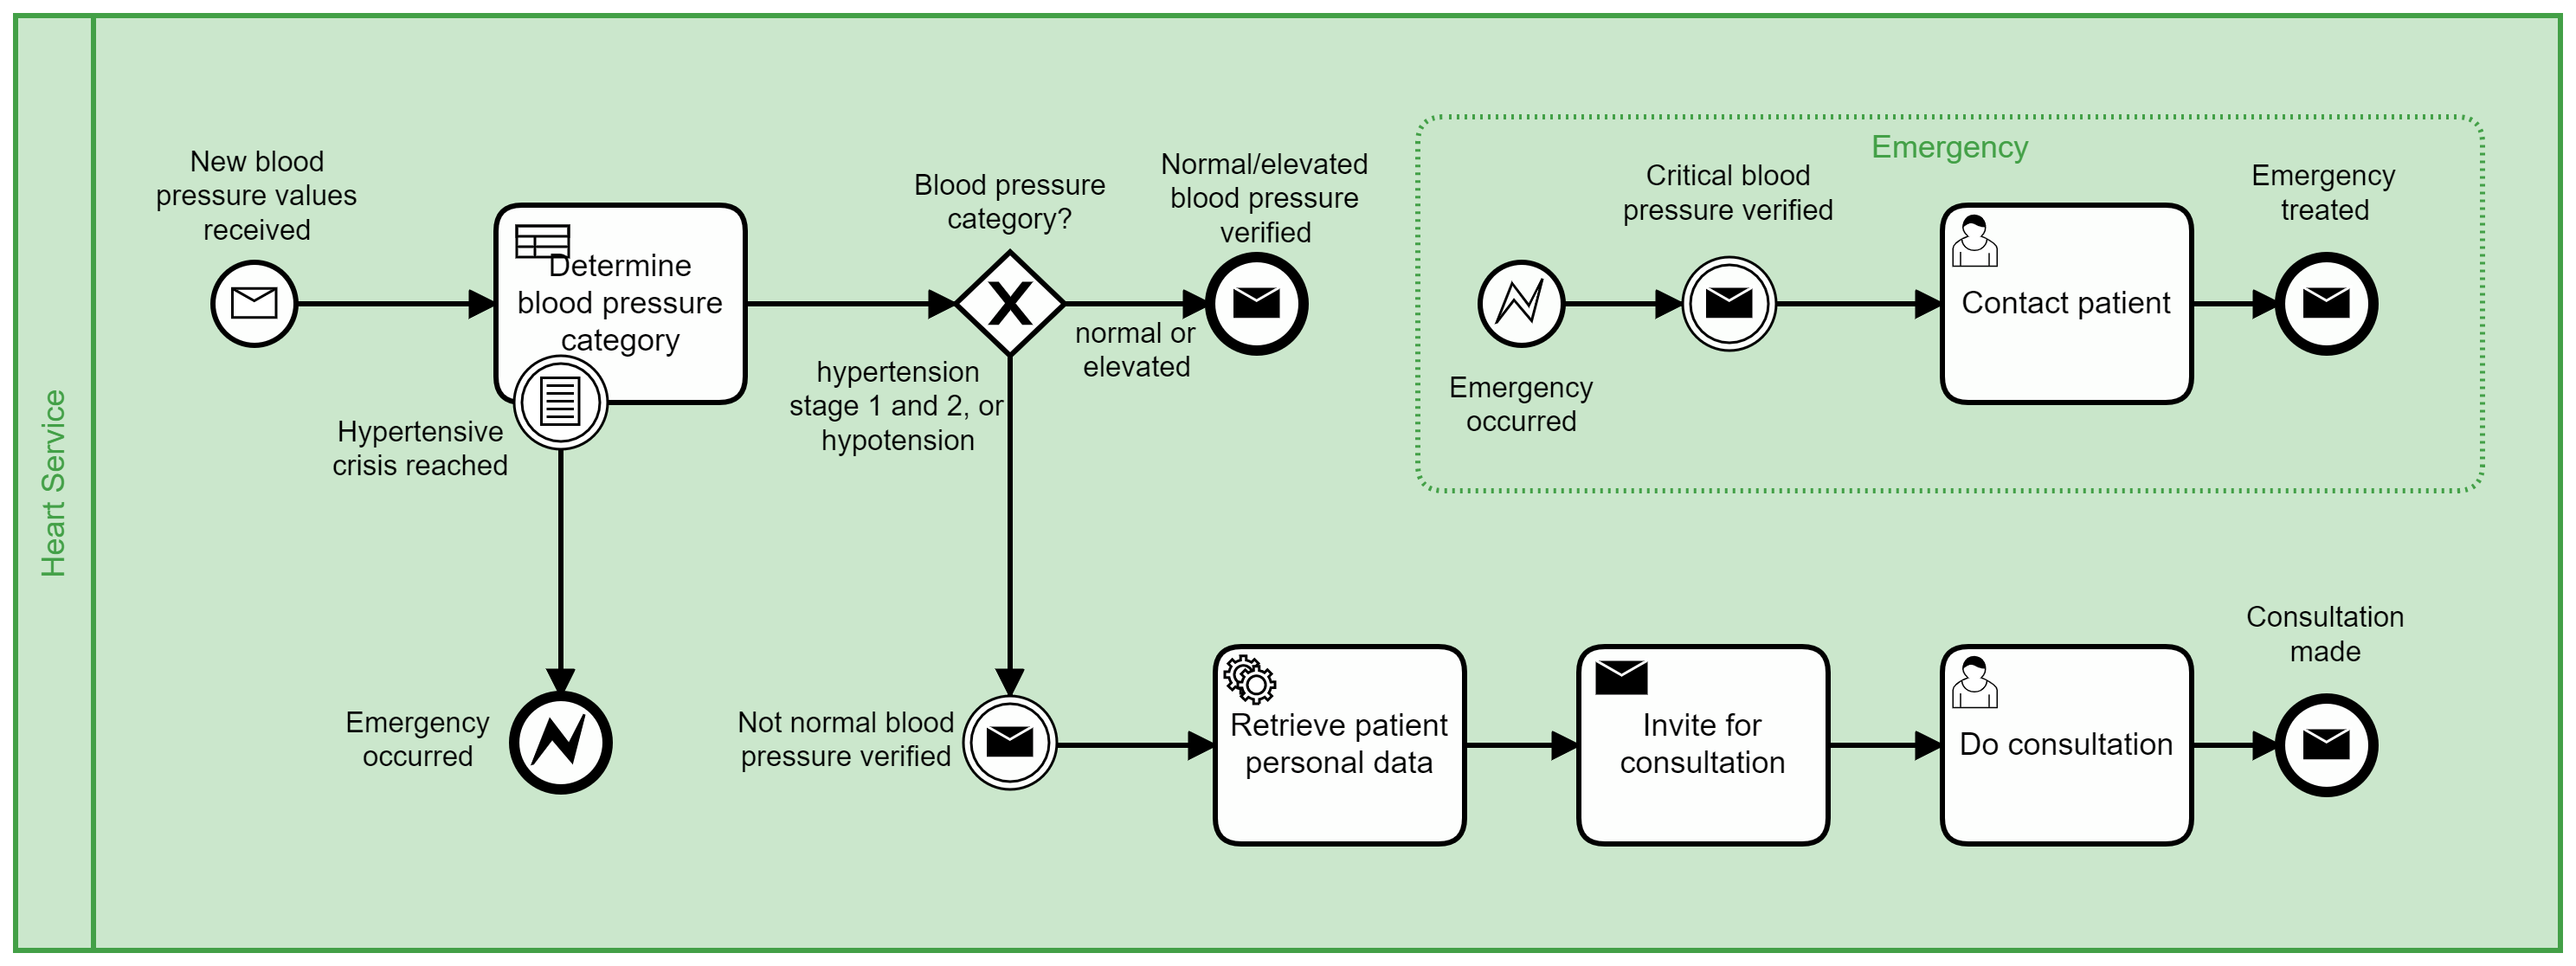 Heart Service
New blood
pressure values
received
Determine
blood pressure
category
Hypertensive
crisis reached
Emergency
occurred
Blood pressure
category?
normal or
elevated
Normal/elevated
blood pressure
verified
hypertension
stage 1 and 2, or
hypotension
Not normal blood
pressure verified
Retrieve patient
personal data
Invite for
consultation
Do consultation
Consultation
made
Emergency
Emergency
occurred
Critical blood
pressure verified
Contact patient
Emergency
treated